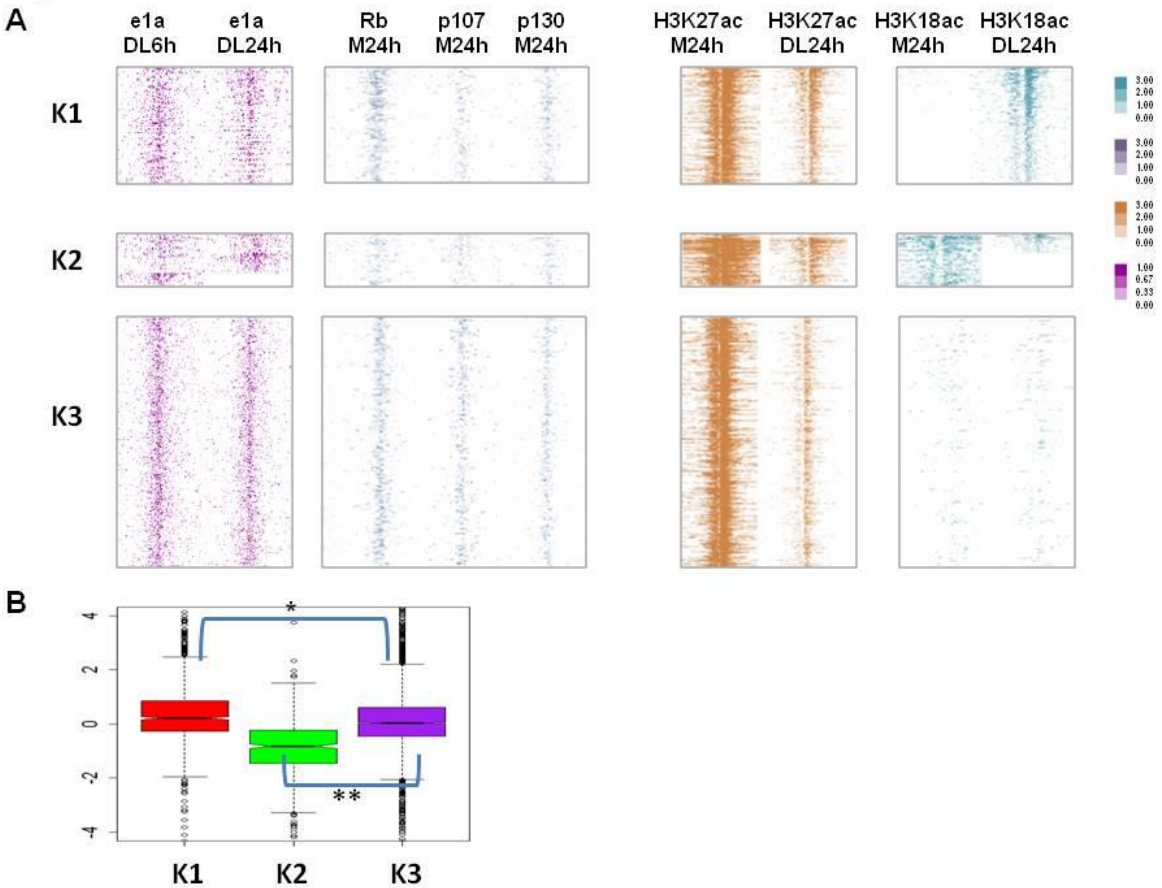 A
e1a e1a Rb p107 p130 H3K27ac H3K27ac H3K18ac H3K18ac
DL6h DL24h M24h M24h M24h M24h DL24h M24h DL24h
K1
3.00
2.00
1.00
0.00
3.00
2.00
1.00
0.00
K2
3.00
2.00
1.00
0.00
1.00
0.67
0.33
0.00
K3
B
4
2
0
-2
-4
*
**
K1 K2 K3